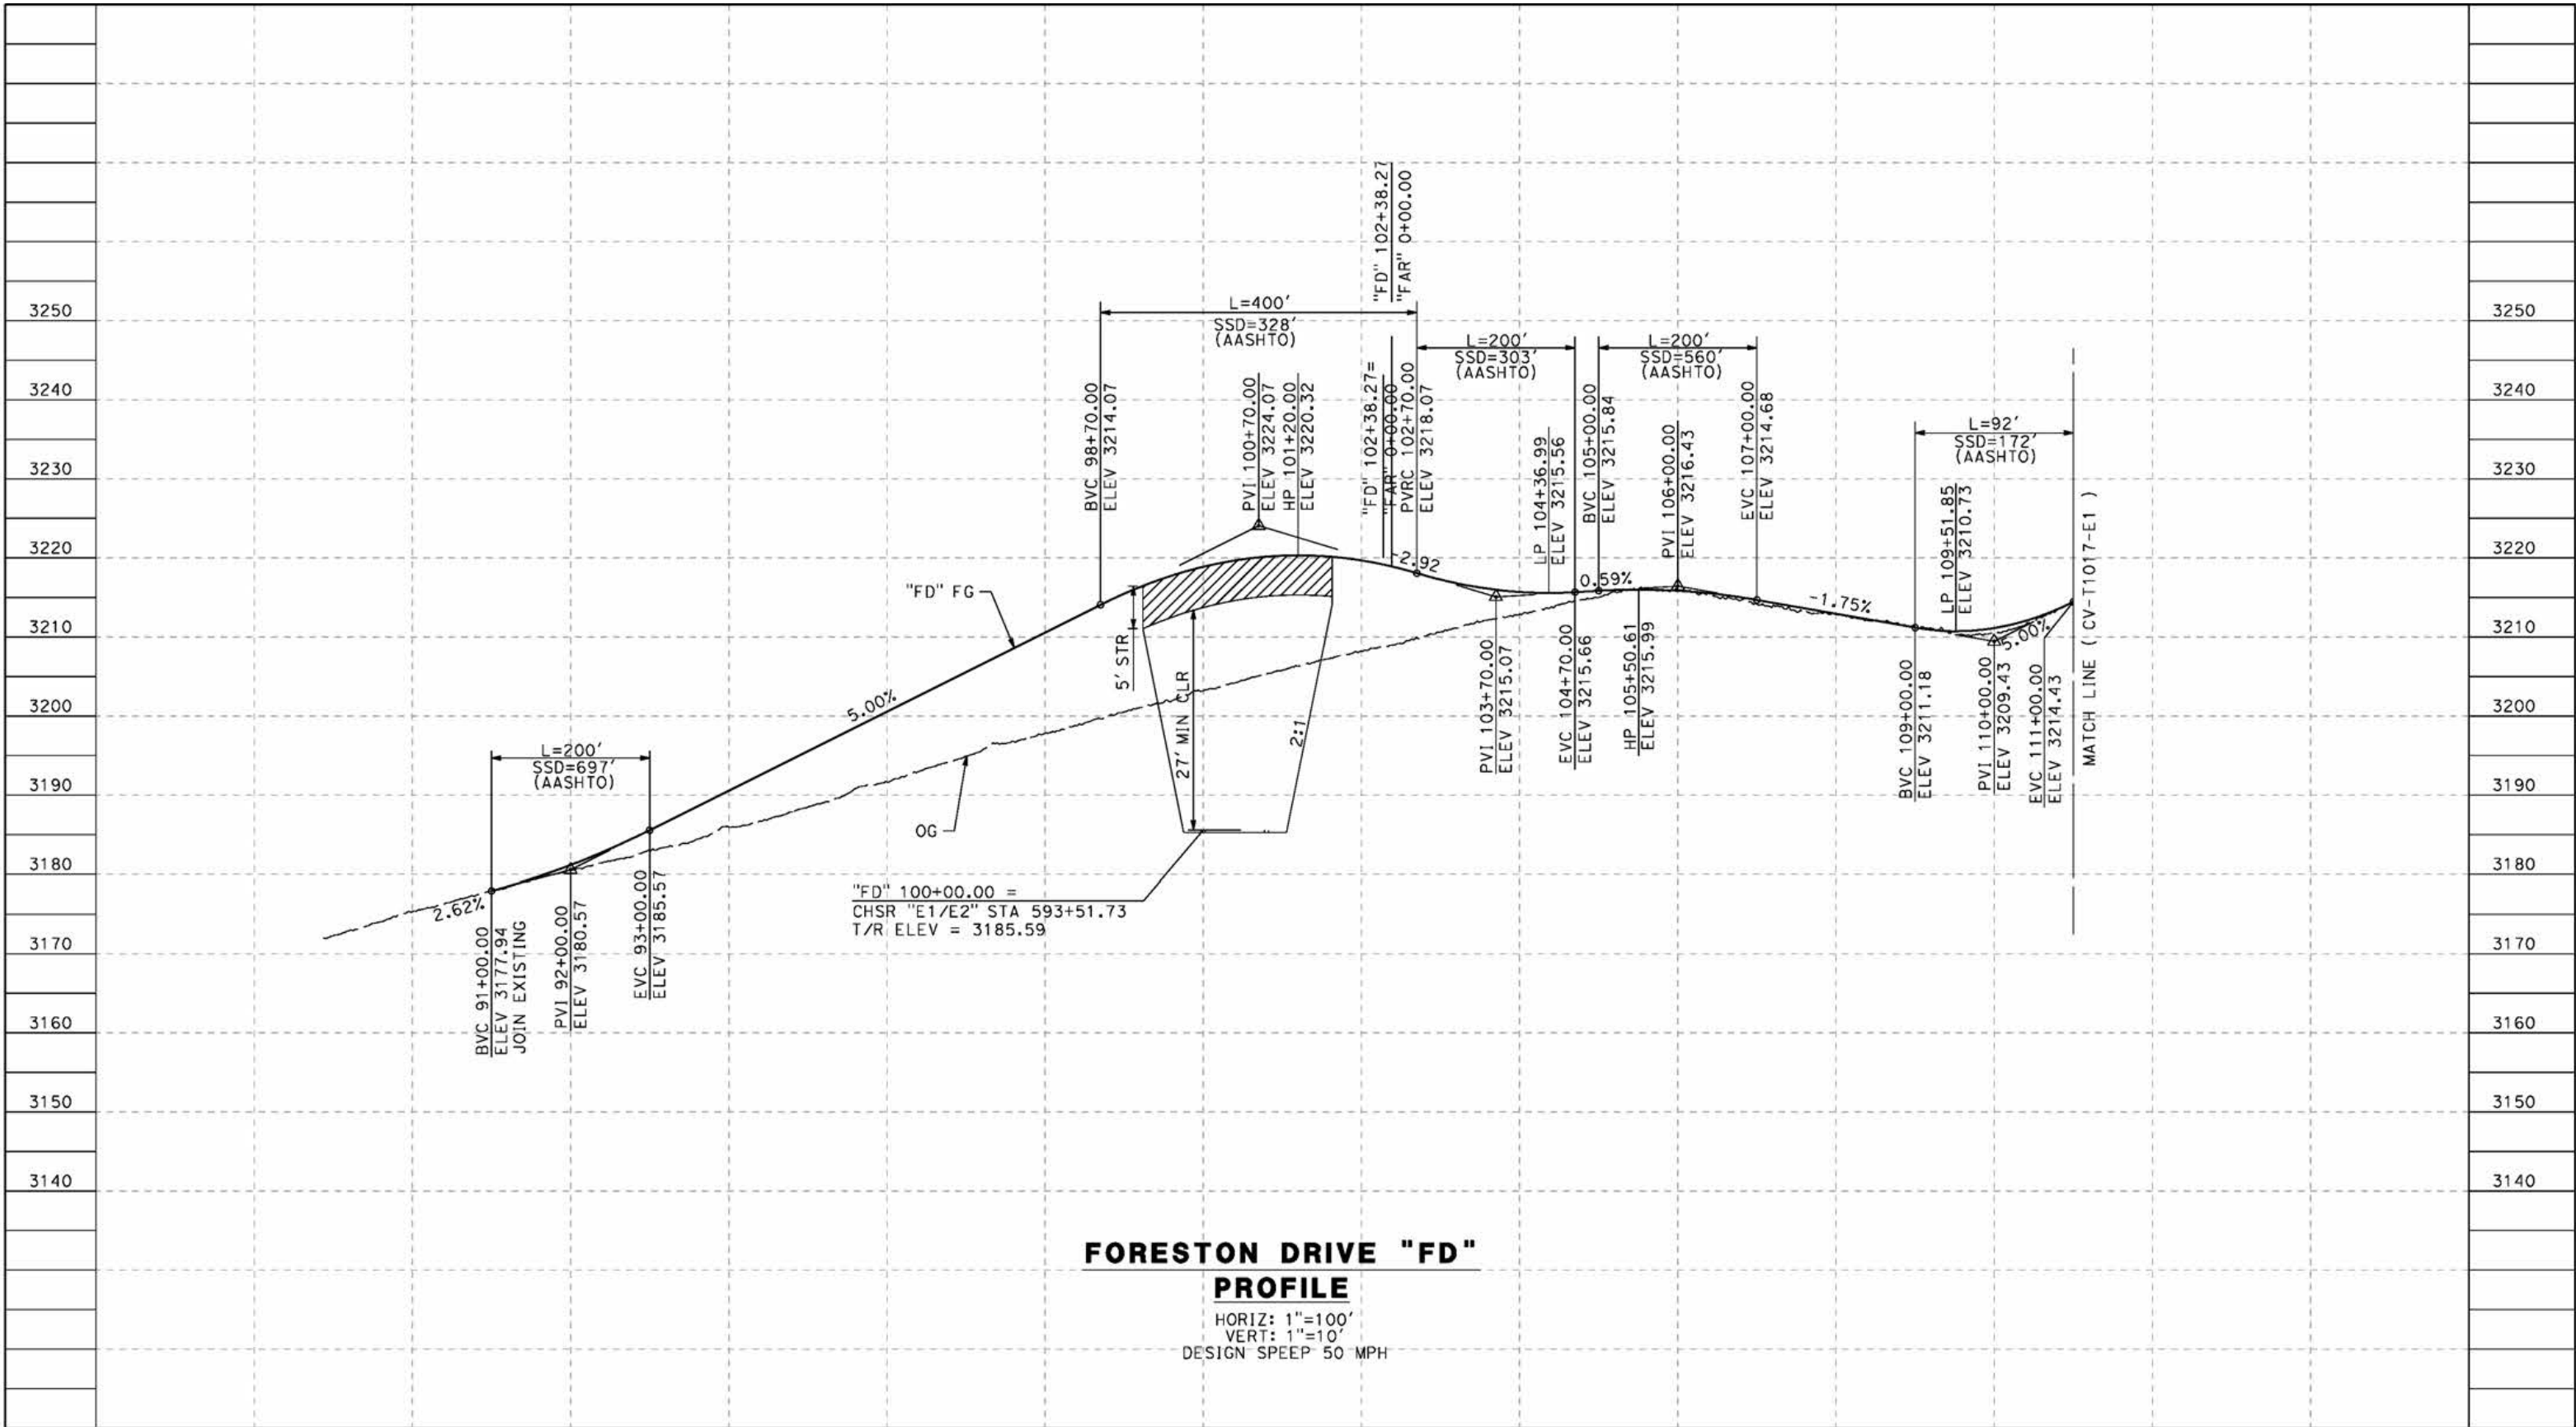 3250
3240
3230
3220
3210
3200
3190
3180
3170
3160
3150
3140
2.62%
BVC 91+00.00
ELEV 3177.94
JOIN EXISTING
PVI 92+00.00
ELEV 3180.57
EVC 93+00.00
ELEV 3185.57
L=200'
SSD=697'
(AASHTO)
5.00%
"FD" FG
OG
"FD" 100+00.00 =
CHSR "E1/E2" STA 593+51.73
T/R ELEV = 3185.59
BVC 98+70.00
ELEV 3214.07
L=400'
SSD=328'
(AASHTO)
5' STR
27' MIN CLR
2:1
PVI 100+70.00
ELEV 3224.07
HP 101+20.00
ELEV 3220.32
"FD" 102+38.27
"FAR" 0+00.00
"FD" 102+38.27=
"FAR" 0+00.00
PVRC 102+70.00
ELEV 3218.07
-2.92
L=200'
SSD=303'
(AASHTO)
PVI 103+70.00
ELEV 3215.07
LP 104+36.99
ELEV 3215.56
EVC 104+70.00
ELEV 3215.66
0.59%
BVC 105+00.00
ELEV 3215.84
L=200'
SSD=560'
(AASHTO)
HP 105+50.61
ELEV 3215.99
PVI 106+00.00
ELEV 3216.43
EVC 107+00.00
ELEV 3214.68
-1.75%
BVC 109+00.00
ELEV 3211.18
L=92'
SSD=172'
(AASHTO)
LP 109+51.85
ELEV 3210.73
PVI 110+00.00
ELEV 3209.43
5.00%
EVC 111+00.00
ELEV 3214.43
MATCH LINE ( CV-T1017-E1 )
3250
3240
3230
3220
3210
3200
3190
3180
3170
3160
3150
3140
FORESTON DRIVE "FD"
PROFILE
HORIZ: 1"=100'
VERT: 1"=10'
DESIGN SPEEP 50 MPH